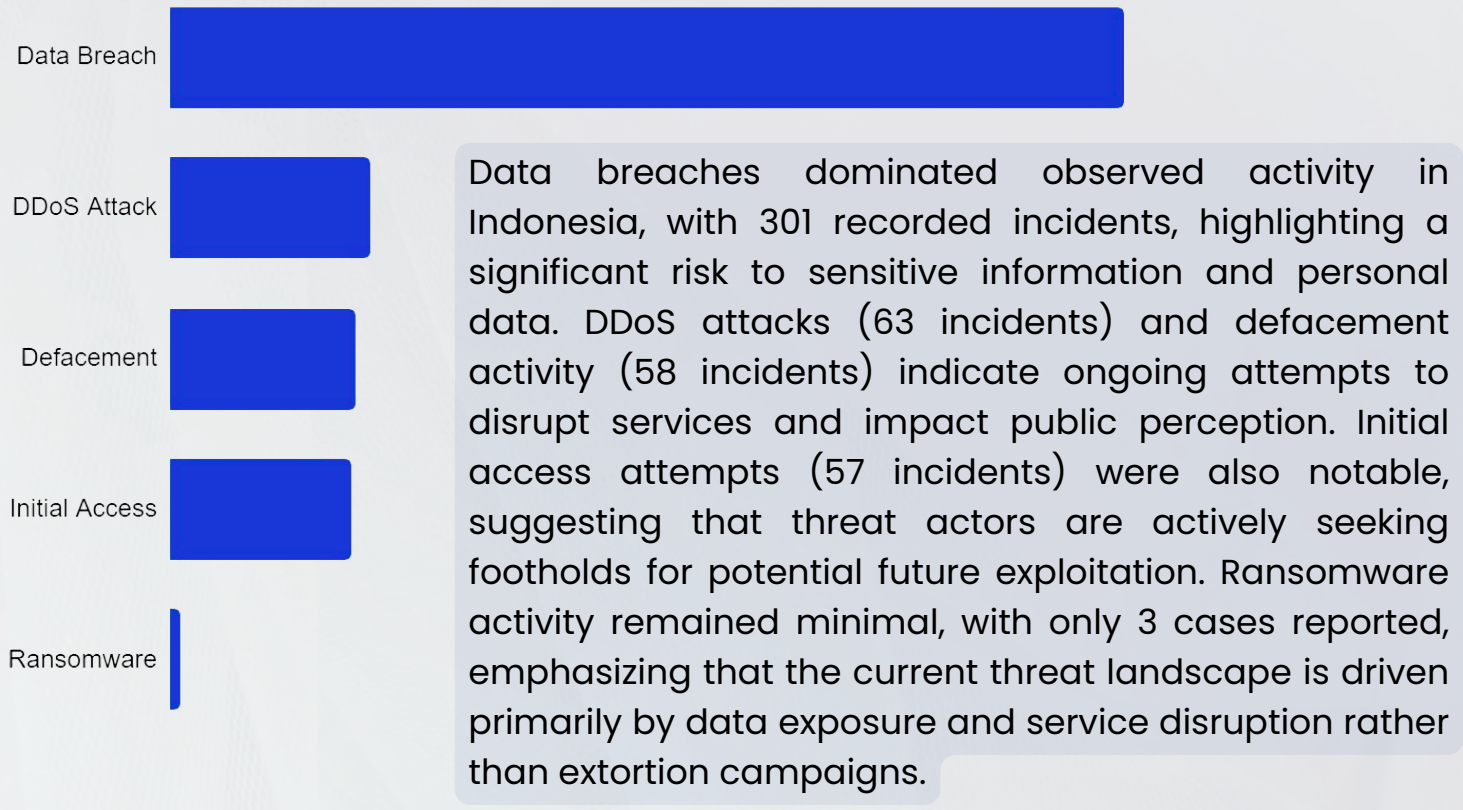 Data Breach
DDoS Attack
Defacement
Initial Access
Ransomware
Data breaches dominated observed activity in
Indonesia, with 301 recorded incidents, highlighting a
significant risk to sensitive information and personal
data. DDoS attacks (63 incidents) and defacement
activity (58 incidents) indicate ongoing attempts to
disrupt services and impact public perception. Initial
access attempts (57 incidents) were also notable,
suggesting that threat actors are actively seeking
footholds for potential future exploitation. Ransomware
activity remained minimal, with only 3 cases reported,
emphasizing that the current threat landscape is driven
primarily by data exposure and service disruption rather
than extortion campaigns.